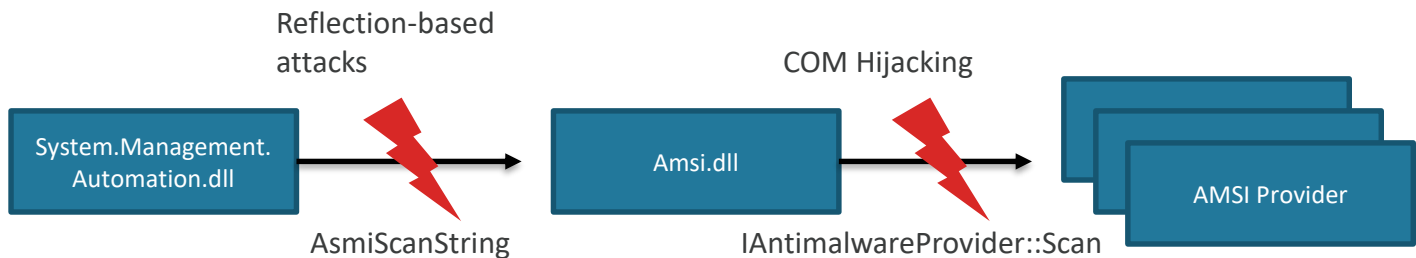 Reflection-based
attacks
COM Hijacking
System.Management.
Automation.dll
Amsi.dll
AMSI Provider
AsmiScanString
IAntimalwareProvider::Scan